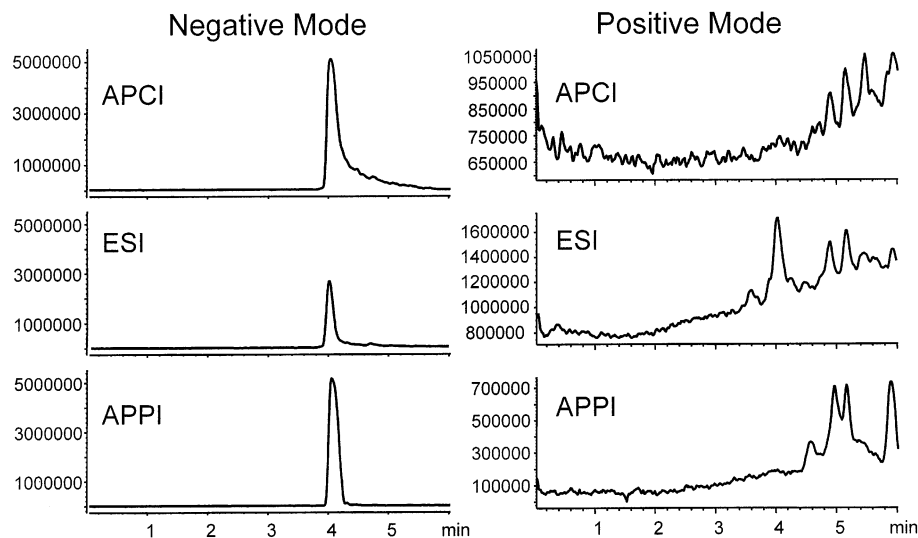 Negative Mode
Positive Mode
5000000
3000000
1000000
APCI
1050000
950000
850000
750000
650000
APCI
5000000
3000000
1000000
ESI
1600000
1400000
1200000
1000000
800000
ESI
5000000
3000000
1000000
APPI
700000
500000
300000
100000
APPI
1 2 3 4 5 min
1 2 3 4 5 min